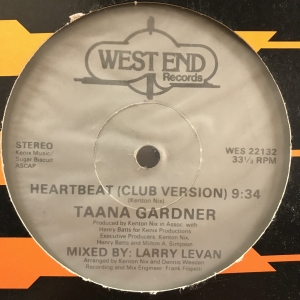 WEST END
Records
STEREO
Kenix Music/
Sugar Biscuit
ASCAP
WES 22132
33⅓ RPM
HEARTBEAT (CLUB VERSION) 9:34
(Kenton Nix)
TAANA GARDNER
Produced by Kenton Nix in Assoc. with
Henry Batts for Kenix Productions
Executive Producers: Kenton Nix,
Henry Batts and Milton A. Simpson
MIXED BY: LARRY LEVAN
Arranged by Kenton Nix and Dennis Weeden
Recording and Mix Engineer